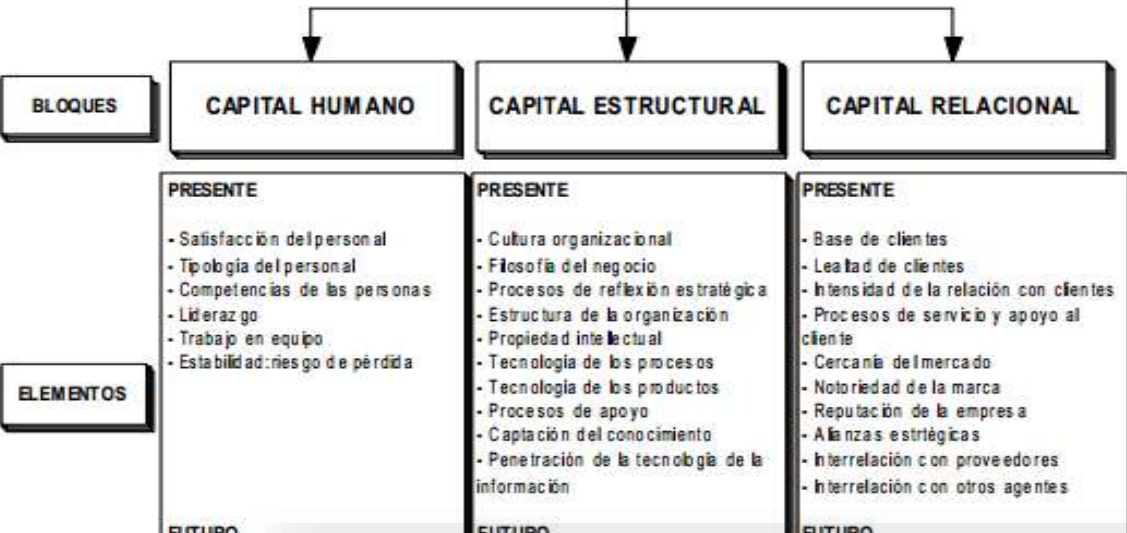 BLOQUES
CAPITAL HUMANO
CAPITAL ESTRUCTURAL
CAPITAL RELACIONAL
ELEMENTOS
PRESENTE
- Satisfacción del personal
- Tipología del personal
- Competencias de las personas
- Liderazgo
- Trabajo en equipo
- Estabilidad:riesgo de pérdida
FUTURO
PRESENTE
- Cultura organizacional
- Filosofía del negocio
- Procesos de reflexión estratégica
- Estructura de la organización
- Propiedad intelectual
- Tecnología de los procesos
- Tecnología de los productos
- Procesos de apoyo
- Captación del conocimiento
- Penetración de la tecnología de la
información
FUTURO
PRESENTE
- Base de clientes
- Lealtad de clientes
- Intensidad de la relación con clientes
- Procesos de servicio y apoyo al
cliente
- Cercanía del mercado
- Notoriedad de la marca
- Reputación de la empresa
- Alianzas estrtégicas
- Interrelación con proveedores
- Interrelación con otros agentes
FUTURO